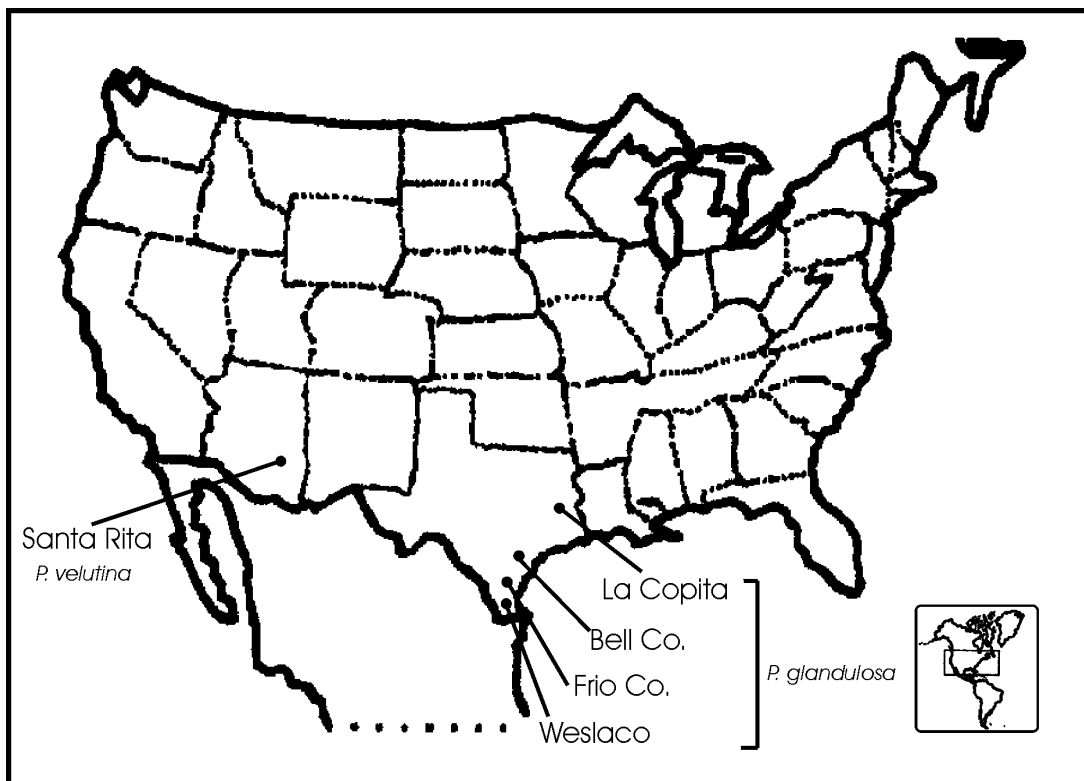 Santa Rita
P. velutina
La Copita
Bell Co.
Frio Co.
Weslaco
P. glandulosa